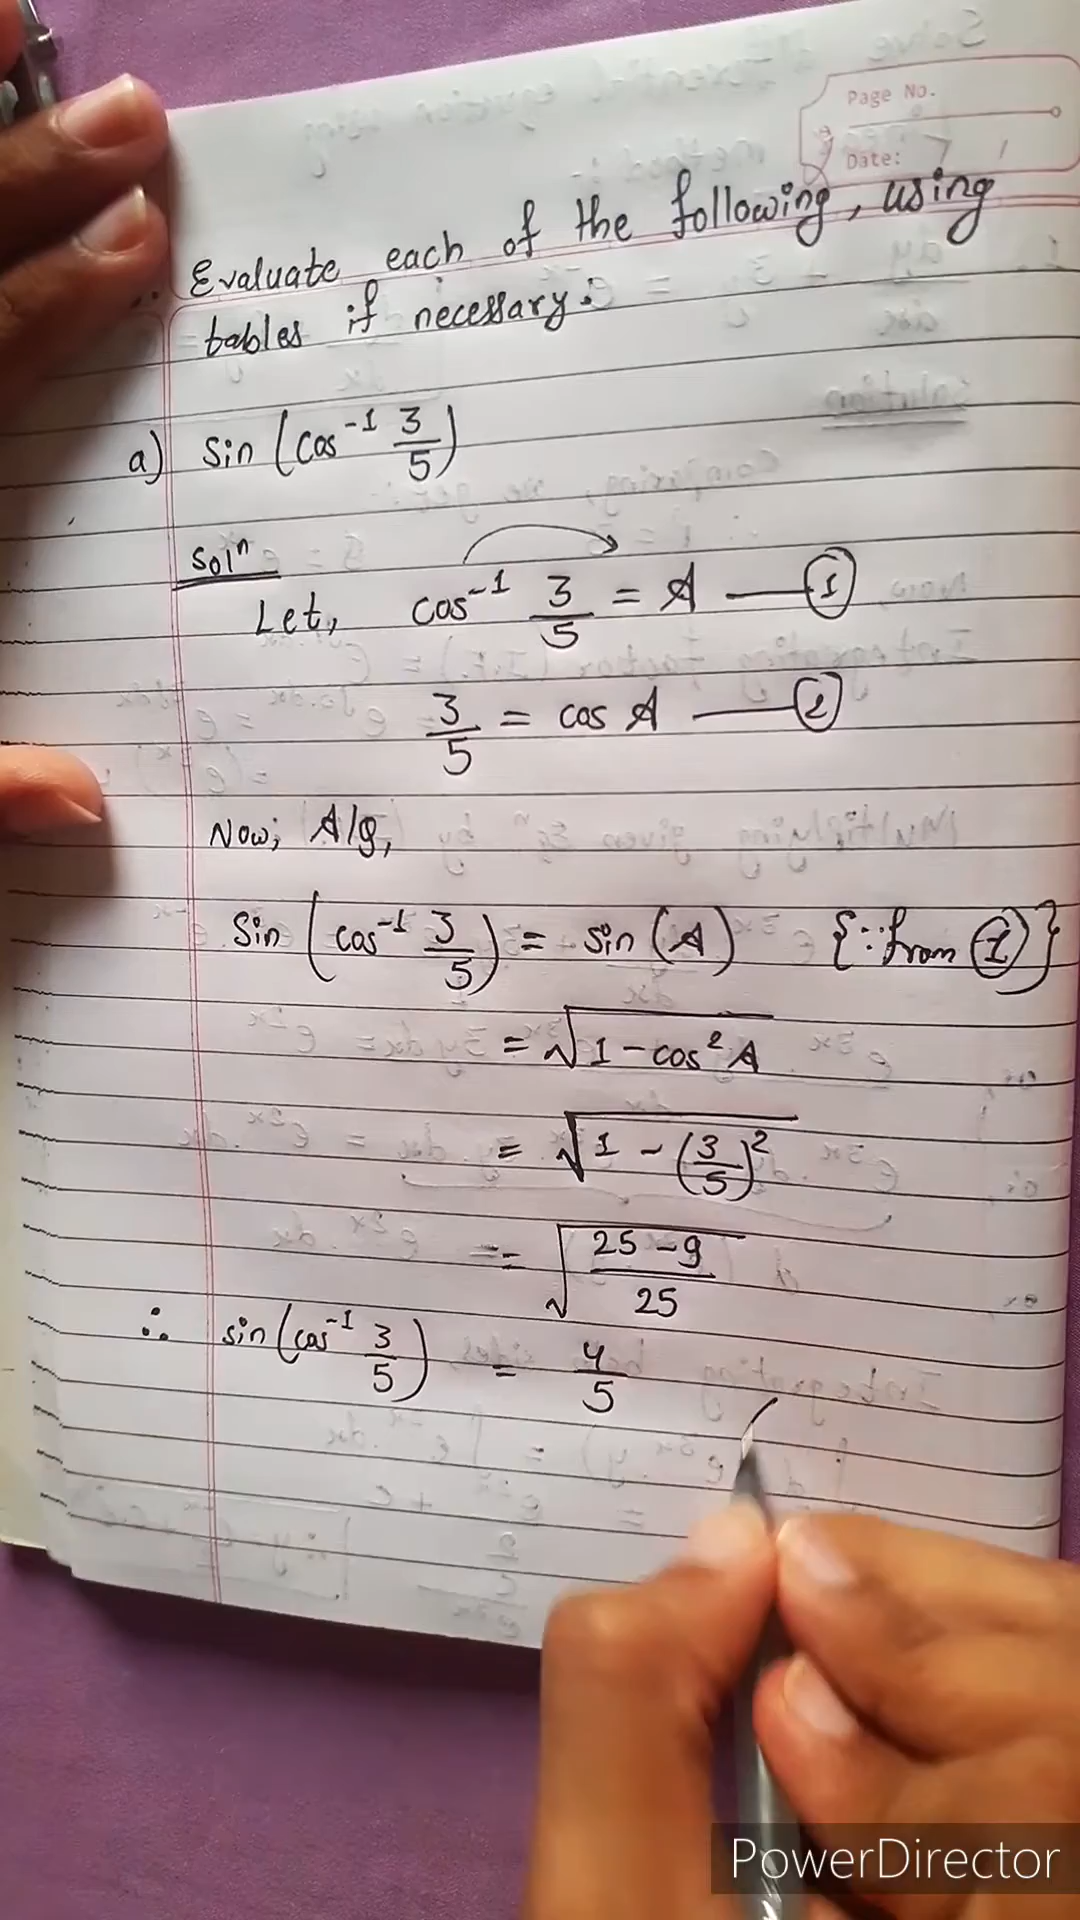 Page No.
Date:
Evaluate each of the following, using
tables if necessary:
a) sin (cos⁻¹ 3/5)
Solⁿ
Let, cos⁻¹ 3/5 = A —— ①
3/5 = cos A —— ②
Now; A/q,
Sin (cos⁻¹ 3/5) = sin (A) {∵ from ①}
= √(1 - cos² A)
= √(1 - (3/5)²)
= √((25 - 9)/25)
∴ sin (cos⁻¹ 3/5) = 4/5
PowerDirector